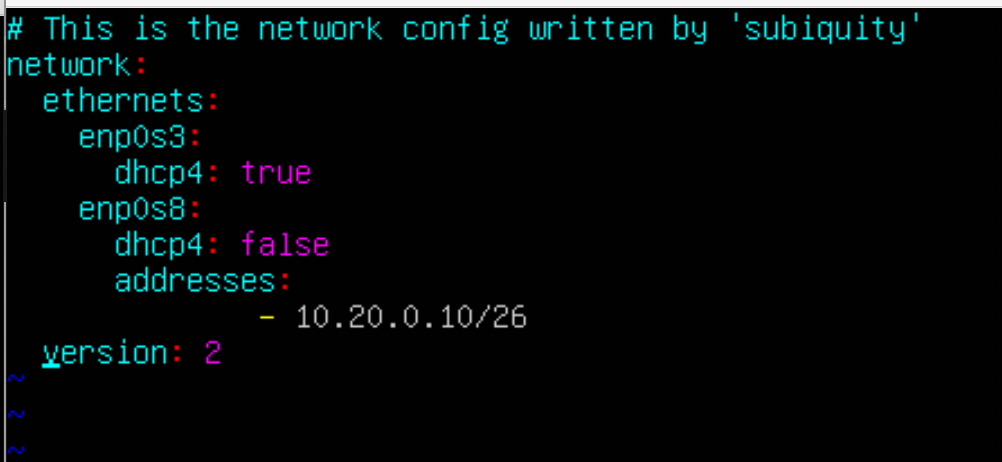 # This is the network config written by 'subiquity'
network:
  ethernets:
    enp0s3:
      dhcp4: true
    enp0s8:
      dhcp4: false
      addresses:
              - 10.20.0.10/26
  version: 2
~
~
~